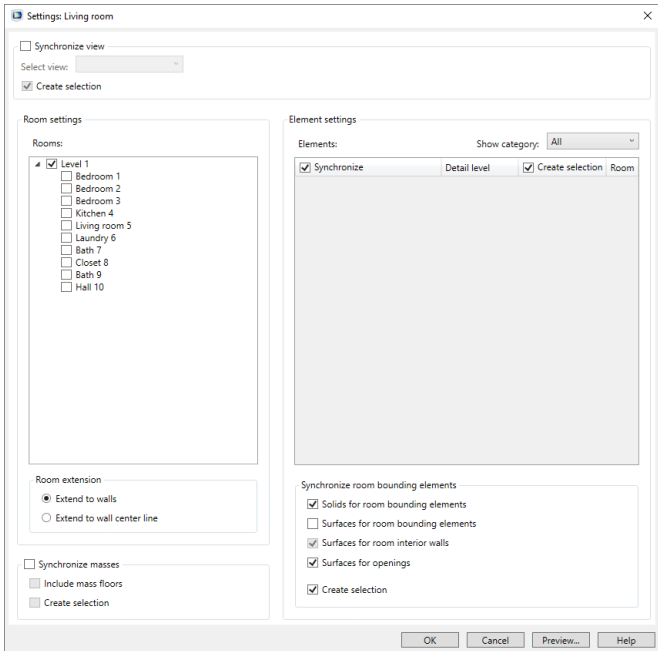 Settings: Living room
Synchronize view
Select view:
Create selection
Room settings
Rooms:
Level 1
Bedroom 1
Bedroom 2
Bedroom 3
Kitchen 4
Living room 5
Laundry 6
Bath 7
Closet 8
Bath 9
Hall 10
Room extension
Extend to walls
Extend to wall center line
Synchronize masses
Include mass floors
Create selection
Element settings
Elements: Show category: All
Synchronize Detail level Create selection Room
Synchronize room bounding elements
Solids for room bounding elements
Surfaces for room bounding elements
Surfaces for room interior walls
Surfaces for openings
Create selection
OK Cancel Preview... Help